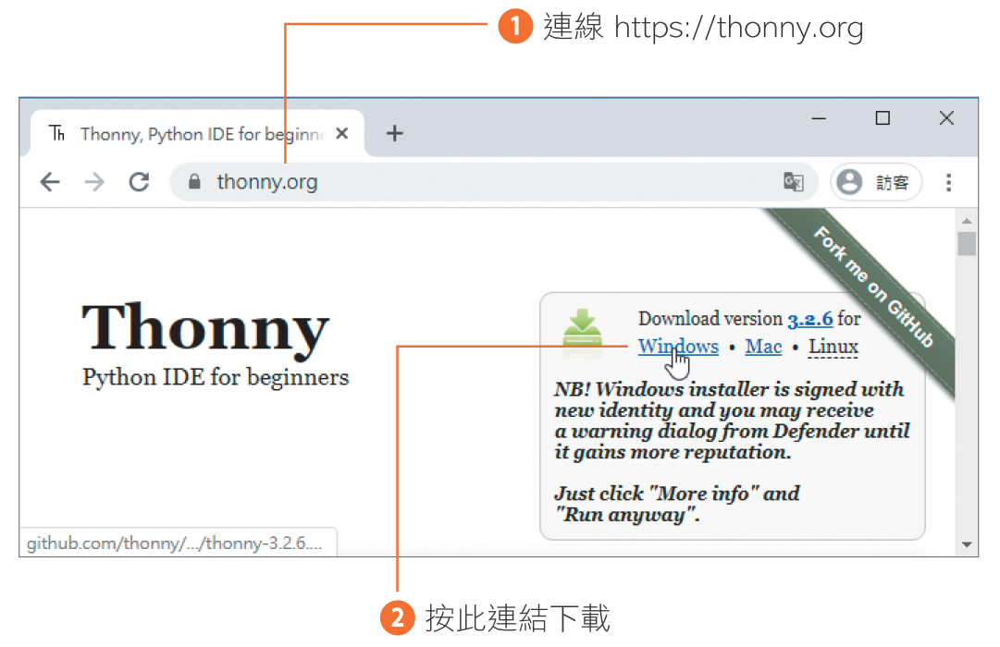 1 連線 https://thonny.org
Th Thonny, Python IDE for beginne
thonny.org
訪客
Fork me on GitHub
Thonny
Python IDE for beginners
Download version 3.2.6 for
Windows • Mac • Linux
NB! Windows installer is signed with
new identity and you may receive
a warning dialog from Defender until
it gains more reputation.
Just click "More info" and
"Run anyway".
github.com/thonny/.../thonny-3.2.6....
2 按此連結下載